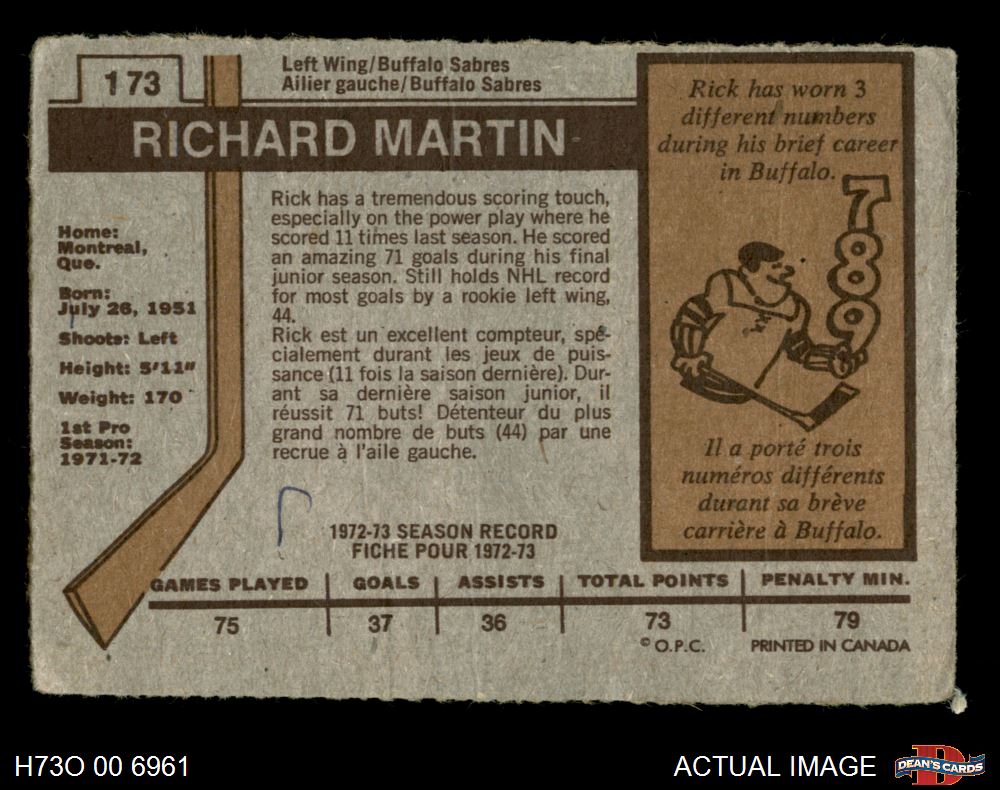 173
Left Wing/Buffalo Sabres
Ailier gauche/Buffalo Sabres
RICHARD MARTIN
Home:
Montreal,
Que.
Born:
July 26, 1951
Shoots: Left
Height: 5'11"
Weight: 170
1st Pro
Season:
1971-72
Rick has a tremendous scoring touch,
especially on the power play where he
scored 11 times last season. He scored
an amazing 71 goals during his final
junior season. Still holds NHL record
for most goals by a rookie left wing,
44.
Rick est un excellent compteur, spé-
cialement durant les jeux de puis-
sance (11 fois la saison dernière). Dur-
ant sa dernière saison junior, il
réussit 71 buts! Détenteur du plus
grand nombre de buts (44) par une
recrue à l'aile gauche.
Rick has worn 3
different numbers
during his brief career
in Buffalo.
7
8
9
Il a porté trois
numéros différents
durant sa brève
carrière à Buffalo.
1972-73 SEASON RECORD
FICHE POUR 1972-73
GAMES PLAYED GOALS ASSISTS TOTAL POINTS PENALTY MIN.
75 37 36 73 79
© O.P.C. PRINTED IN CANADA
H73O 00 6961
ACTUAL IMAGE
D
DEAN'S CARDS